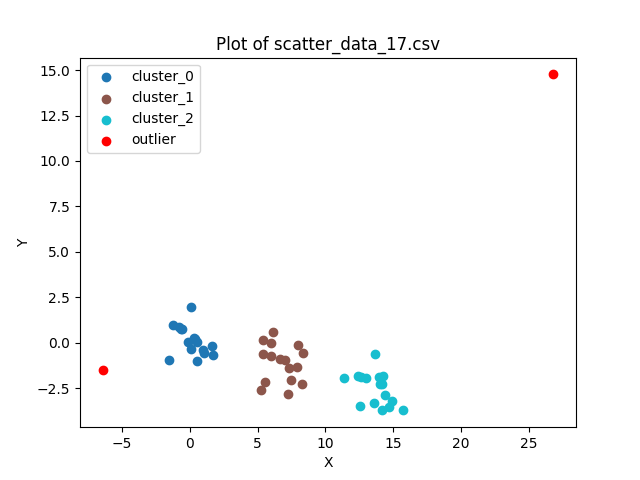 Plot of scatter_data_17.csv
15.0
12.5
10.0
7.5
5.0
2.5
0.0
−2.5
Y
cluster_0
cluster_1
cluster_2
outlier
−5 0 5 10 15 20 25
X